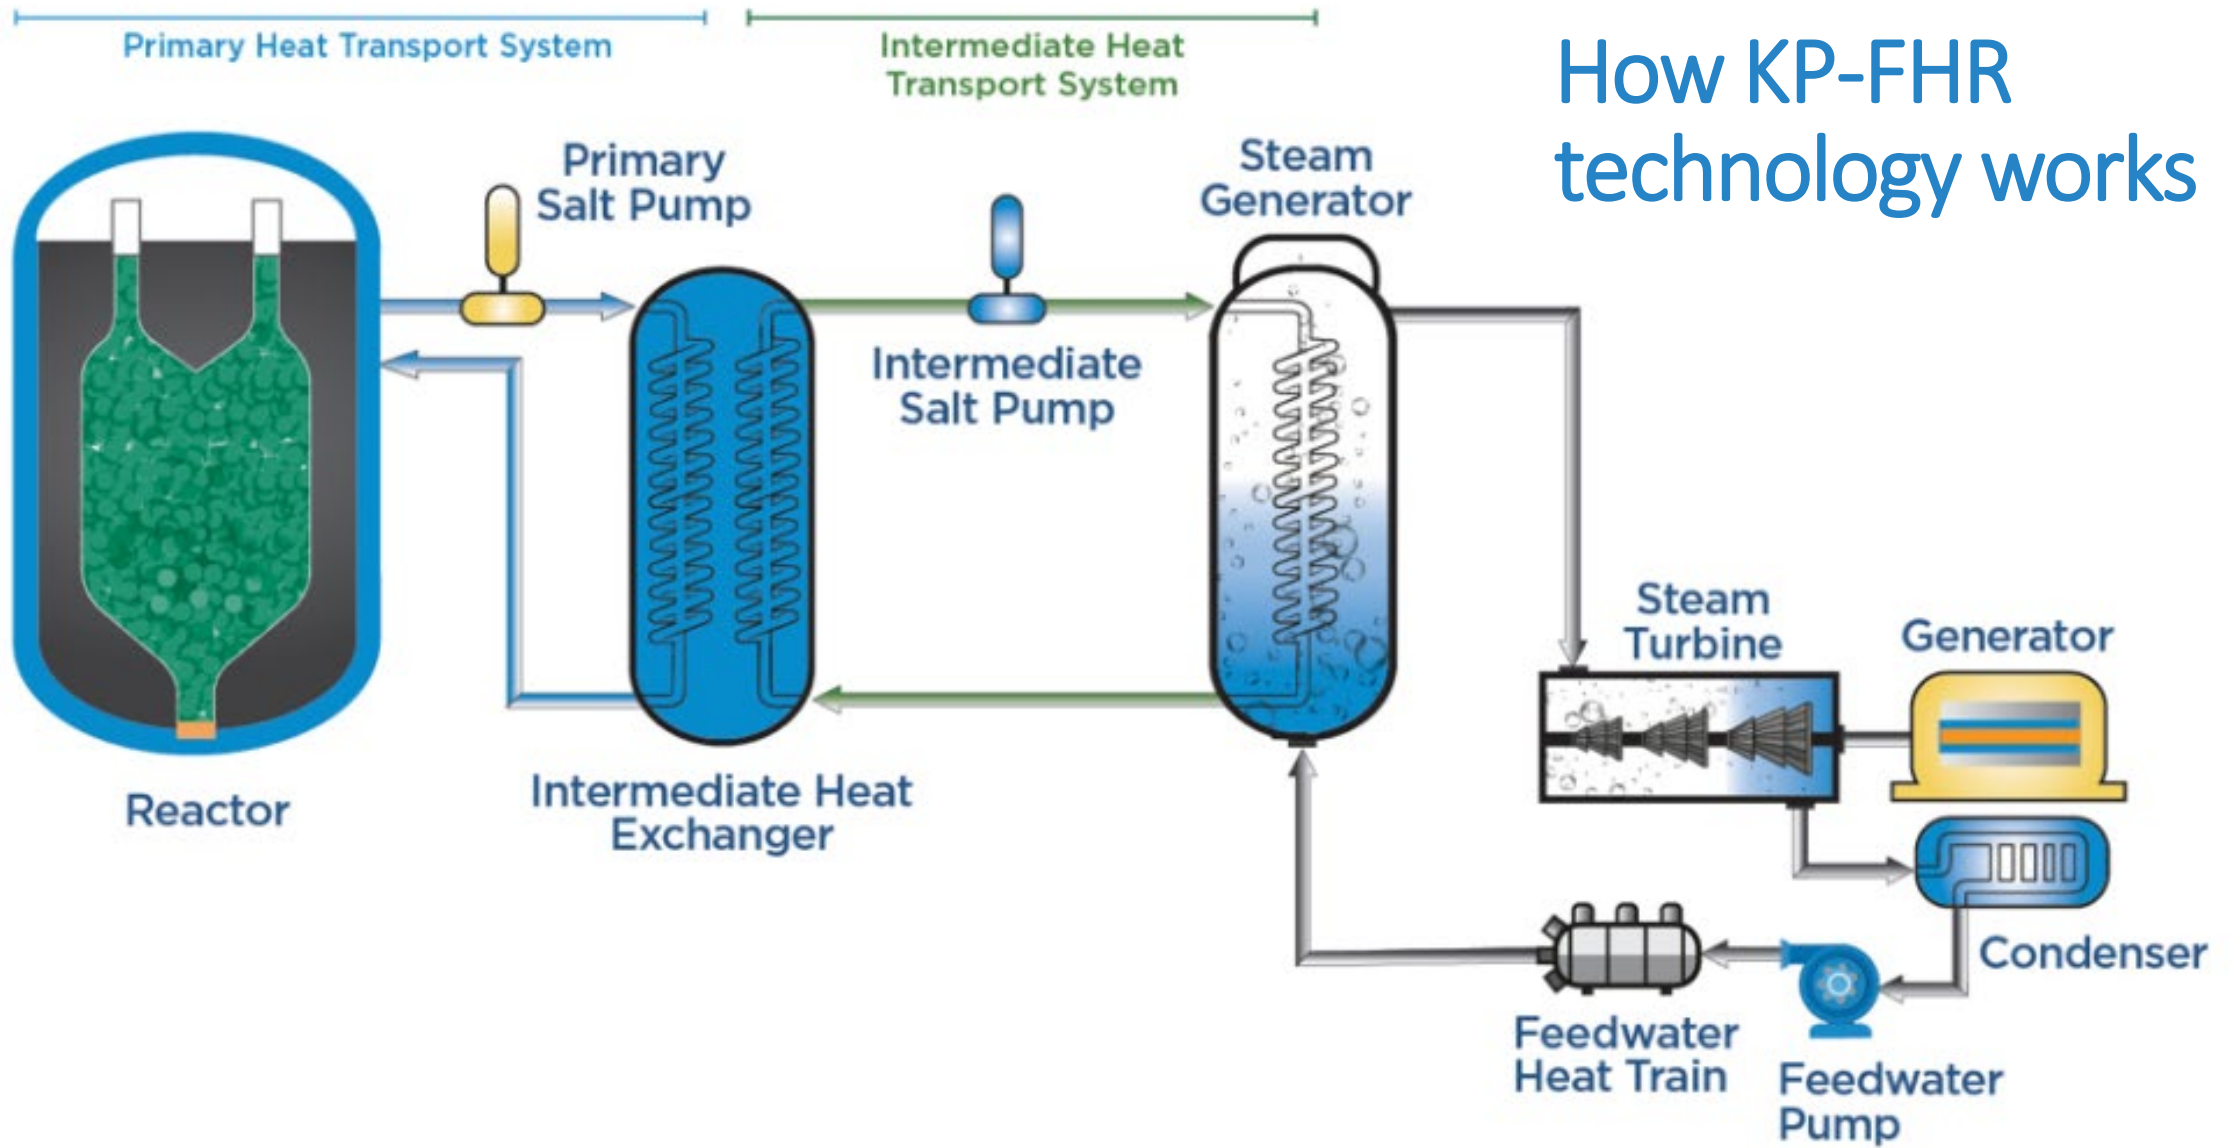 Primary Heat Transport System
Intermediate Heat
Transport System
How KP-FHR
technology works
Primary
Salt Pump
Steam
Generator
Intermediate
Salt Pump
Steam
Turbine
Generator
Reactor
Intermediate Heat
Exchanger
Condenser
Feedwater
Heat Train
Feedwater
Pump